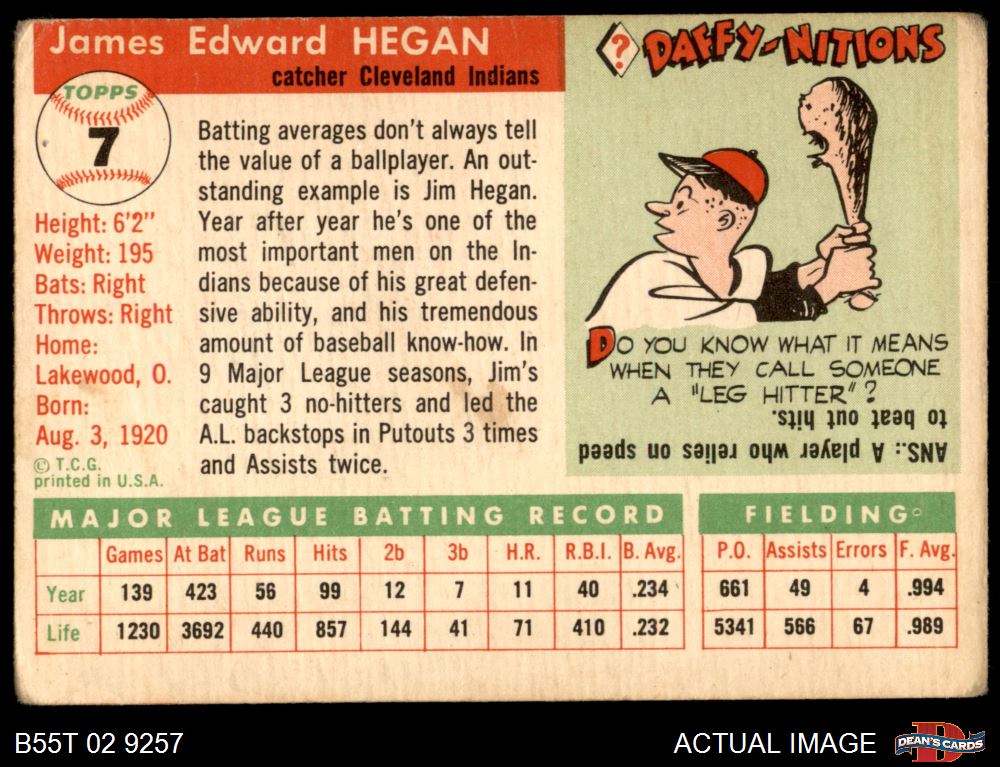 James Edward HEGAN
catcher Cleveland Indians
TOPPS
7
Height: 6'2"
Weight: 195
Bats: Right
Throws: Right
Home:
Lakewood, O.
Born:
Aug. 3, 1920
© T.C.G.
printed in U.S.A.
Batting averages don't always tell
the value of a ballplayer. An out-
standing example is Jim Hegan.
Year after year he's one of the
most important men on the In-
dians because of his great defen-
sive ability, and his tremendous
amount of baseball know-how. In
9 Major League seasons, Jim's
caught 3 no-hitters and led the
A.L. backstops in Putouts 3 times
and Assists twice.
? DAFFY-NITIONS
DO YOU KNOW WHAT IT MEANS
WHEN THEY CALL SOMEONE
A "LEG HITTER"?
ANS.: A player who relies on speed
to beat out hits.
MAJOR LEAGUE BATTING RECORD
Games At Bat Runs Hits 2b 3b H.R. R.B.I. B. Avg.
Year 139 423 56 99 12 7 11 40 .234
Life 1230 3692 440 857 144 41 71 410 .232
FIELDING
P.O. Assists Errors F. Avg.
661 49 4 .994
5341 566 67 .989
B55T 02 9257
ACTUAL IMAGE
D
DEAN'S CARDS